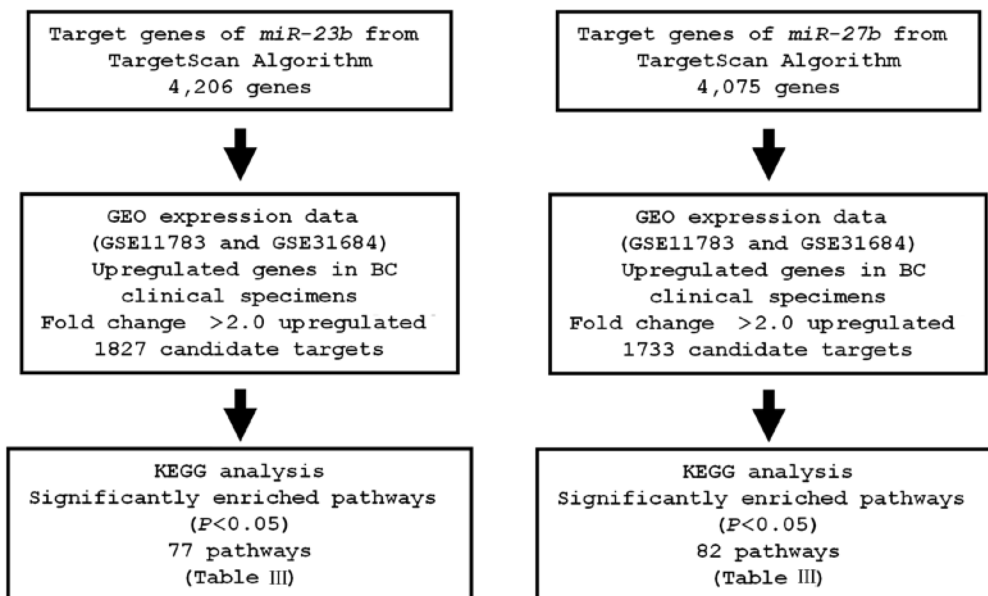 Target genes of miR-23b from
TargetScan Algorithm
4,206 genes
GEO expression data
(GSE11783 and GSE31684)
Upregulated genes in BC
clinical specimens
Fold change >2.0 upregulated
1827 candidate targets
KEGG analysis
Significantly enriched pathways
(P<0.05)
77 pathways
(Table III)
Target genes of miR-27b from
TargetScan Algorithm
4,075 genes
GEO expression data
(GSE11783 and GSE31684)
Upregulated genes in BC
clinical specimens
Fold change >2.0 upregulated
1733 candidate targets
KEGG analysis
Significantly enriched pathways
(P<0.05)
82 pathways
(Table III)